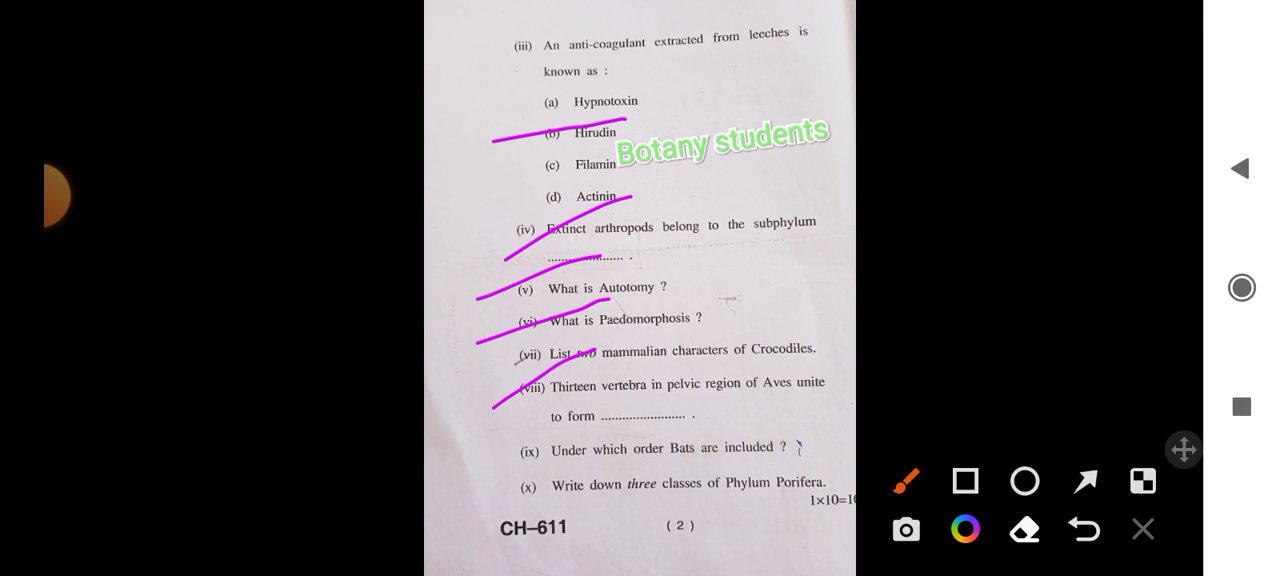 (iii) An anti-coagulant extracted from leeches is
known as :
(a) Hypnotoxin
(b) Hirudin
Botany students
(c) Filamin
(d) Actinin
(iv) Extinct arthropods belong to the subphylum
...................... .
(v) What is Autotomy ?
(vi) What is Paedomorphosis ?
(vii) List two mammalian characters of Crocodiles.
(viii) Thirteen vertebra in pelvic region of Aves unite
to form ........................ .
(ix) Under which order Bats are included ?
(x) Write down three classes of Phylum Porifera.
1×10=10
CH–611 ( 2 )